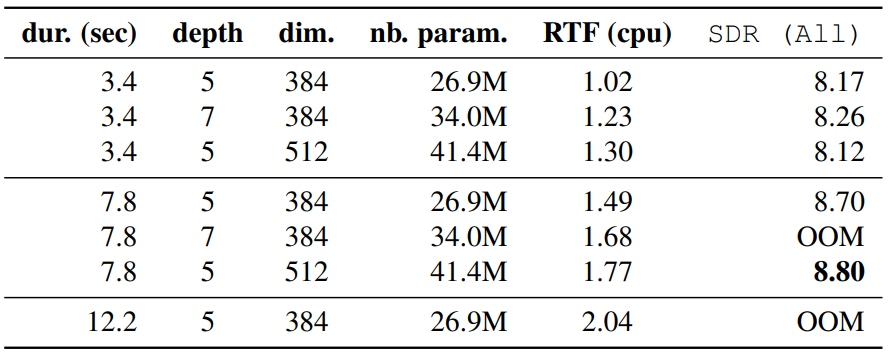 dur. (sec) depth dim. nb. param. RTF (cpu) SDR (All)
3.4 5 384 26.9M 1.02 8.17
3.4 7 384 34.0M 1.23 8.26
3.4 5 512 41.4M 1.30 8.12
7.8 5 384 26.9M 1.49 8.70
7.8 7 384 34.0M 1.68 OOM
7.8 5 512 41.4M 1.77 8.80
12.2 5 384 26.9M 2.04 OOM